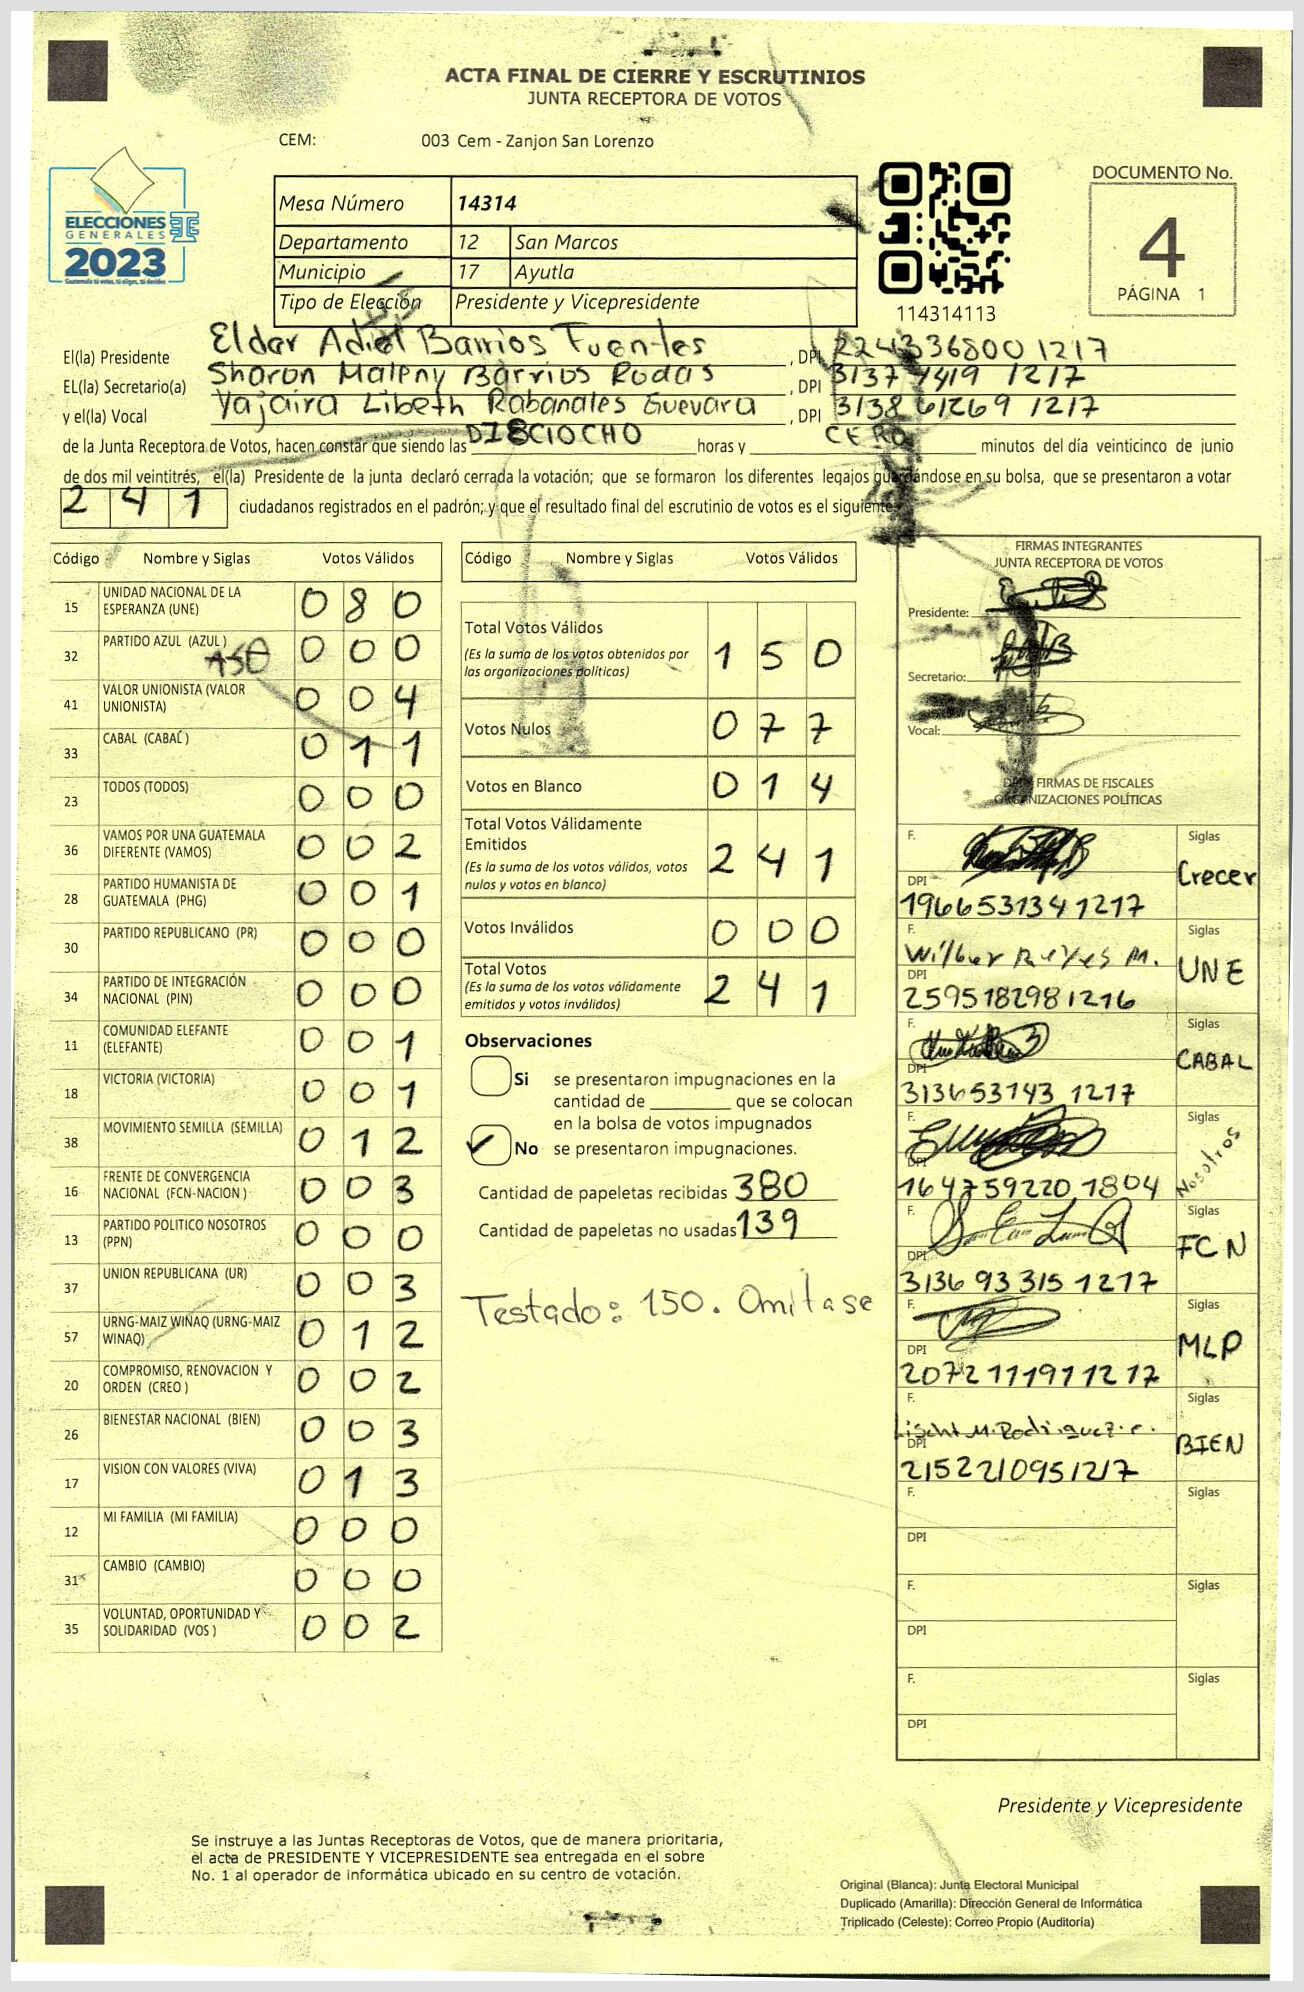 ACTA FINAL DE CIERRE Y ESCRUTINIOS
JUNTA RECEPTORA DE VOTOS
CEM: 003 Cem - Zanjon San Lorenzo
ELECCIONES
GENERALES
2023
Guatemala tú votas, tú eliges, tú decides
Mesa Número 14314
Departamento 12 San Marcos
Municipio 17 Ayutla
Tipo de Elección Presidente y Vicepresidente
114314113
DOCUMENTO No.
4
PÁGINA 1
El(la) Presidente Eldar Adiel Barrios Fuentes, DPI 2241336800 1217
EL(la) Secretario(a) Sharon Maleny Barrios Rodas, DPI 3137 4419 1217
y el(la) Vocal Yajaira Libeth Rabanales Guevara, DPI 3138 61269 1217
de la Junta Receptora de Votos, hacen constar que siendo las DIECIOCHO horas y CERO minutos del día veinticinco de junio
de dos mil veintitrés, el(la) Presidente de la junta declaró cerrada la votación; que se formaron los diferentes legajos guardándose en su bolsa, que se presentaron a votar
241 ciudadanos registrados en el padrón; y que el resultado final del escrutinio de votos es el siguiente:
Código Nombre y Siglas Votos Válidos
15 UNIDAD NACIONAL DE LA ESPERANZA (UNE) 0 8 0
32 PARTIDO AZUL (AZUL) 150 0 0 0
41 VALOR UNIONISTA (VALOR UNIONISTA) 0 0 4
33 CABAL (CABAL) 0 1 1
23 TODOS (TODOS) 0 0 0
36 VAMOS POR UNA GUATEMALA DIFERENTE (VAMOS) 0 0 2
28 PARTIDO HUMANISTA DE GUATEMALA (PHG) 0 0 1
30 PARTIDO REPUBLICANO (PR) 0 0 0
34 PARTIDO DE INTEGRACIÓN NACIONAL (PIN) 0 0 0
11 COMUNIDAD ELEFANTE (ELEFANTE) 0 0 1
18 VICTORIA (VICTORIA) 0 0 1
38 MOVIMIENTO SEMILLA (SEMILLA) 0 1 2
16 FRENTE DE CONVERGENCIA NACIONAL (FCN-NACION) 0 0 3
13 PARTIDO POLITICO NOSOTROS (PPN) 0 0 0
37 UNION REPUBLICANA (UR) 0 0 3
57 URNG-MAIZ WINAQ (URNG-MAIZ WINAQ) 0 1 2
20 COMPROMISO, RENOVACION Y ORDEN (CREO) 0 0 2
26 BIENESTAR NACIONAL (BIEN) 0 0 3
17 VISION CON VALORES (VIVA) 0 1 3
12 MI FAMILIA (MI FAMILIA) 0 0 0
31 CAMBIO (CAMBIO) 0 0 0
35 VOLUNTAD, OPORTUNIDAD Y SOLIDARIDAD (VOS) 0 0 2
Código Nombre y Siglas Votos Válidos
Total Votos Válidos 1 5 0
(Es la suma de los votos obtenidos por
las organizaciones políticas)
Votos Nulos 0 7 7
Votos en Blanco 0 1 4
Total Votos Válidamente
Emitidos 2 4 1
(Es la suma de los votos válidos, votos
nulos y votos en blanco)
Votos Inválidos 0 0 0
Total Votos 2 4 1
(Es la suma de los votos válidamente
emitidos y votos inválidos)
Observaciones
Si se presentaron impugnaciones en la
cantidad de ________ que se colocan
en la bolsa de votos impugnados
✓ No se presentaron impugnaciones.
Cantidad de papeletas recibidas 380
Cantidad de papeletas no usadas 139
Testado: 150. Omitase
FIRMAS INTEGRANTES
JUNTA RECEPTORA DE VOTOS
Presidente:
Secretario:
Vocal:
DPI Y FIRMAS DE FISCALES
ORGANIZACIONES POLÍTICAS
F. Siglas
Crecer
DPI
1966531341217
F. Wilber Reyes M. Siglas
UNE
DPI
2595182981216
F. Siglas
CABAL
DPI
313653743 1217
F. Siglas
Nosotros
DPI
1647592201804
F. Siglas
FCN
DPI
3136 93 315 1217
F. Siglas
MLP
DPI
2072111911217
F. Siglas
M. Rodriguez
BIEN
DPI
2152210951217
F. Siglas
DPI
F. Siglas
DPI
F. Siglas
DPI
Presidente y Vicepresidente
Se instruye a las Juntas Receptoras de Votos, que de manera prioritaria,
el acta de PRESIDENTE Y VICEPRESIDENTE sea entregada en el sobre
No. 1 al operador de informática ubicado en su centro de votación.
Original (Blanca): Junta Electoral Municipal
Duplicado (Amarilla): Dirección General de Informática
Triplicado (Celeste): Correo Propio (Auditoría)